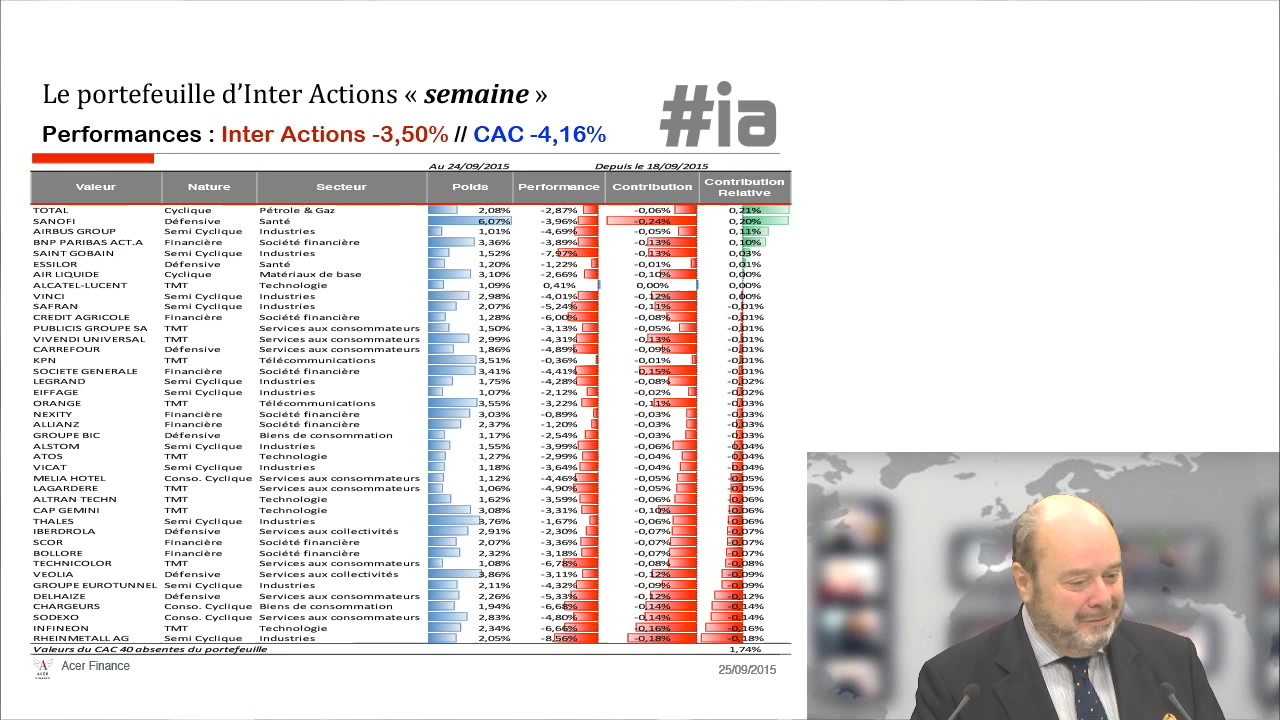 Le portefeuille d'Inter Actions « semaine »
#ia
Performances : Inter Actions -3,50% // CAC -4,16%
Au 24/09/2015 Depuis le 18/09/2015
Valeur Nature Secteur Poids Performance Contribution Contribution Relative
TOTAL Cyclique Pétrole & Gaz 2,08% -2,87% -0,06% 0,21%
SANOFI Défensive Santé 6,07% -3,96% -0,24% 0,20%
AIRBUS GROUP Semi Cyclique Industries 1,01% -4,69% -0,05% 0,11%
BNP PARIBAS ACT.A Financière Société financière 3,36% -3,89% -0,13% 0,10%
SAINT GOBAIN Semi Cyclique Industries 1,52% -7,97% -0,13% 0,03%
ESSILOR Défensive Santé 1,20% -1,22% -0,01% 0,01%
AIR LIQUIDE Cyclique Matériaux de base 3,10% -2,66% -0,10% 0,00%
ALCATEL-LUCENT TMT Technologie 1,09% 0,41% 0,00% 0,00%
VINCI Semi Cyclique Industries 2,98% -4,01% -0,12% 0,00%
SAFRAN Semi Cyclique Industries 2,07% -5,24% -0,11% -0,01%
CREDIT AGRICOLE Financière Société financière 1,28% -6,00% -0,08% -0,01%
PUBLICIS GROUPE SA TMT Services aux consommateurs 1,50% -3,13% -0,05% -0,01%
VIVENDI UNIVERSAL TMT Services aux consommateurs 2,99% -4,31% -0,13% -0,01%
CARREFOUR Défensive Services aux consommateurs 1,86% -4,89% -0,09% -0,01%
KPN TMT Télécommunications 3,51% -0,36% -0,01% -0,01%
SOCIETE GENERALE Financière Société financière 3,41% -4,41% -0,15% -0,01%
LEGRAND Semi Cyclique Industries 1,75% -4,28% -0,08% -0,02%
EIFFAGE Semi Cyclique Industries 1,07% -2,12% -0,02% -0,02%
ORANGE TMT Télécommunications 3,55% -3,22% -0,11% -0,03%
NEXITY Financière Société financière 3,03% -0,89% -0,03% -0,03%
ALLIANZ Financière Société financière 2,37% -1,20% -0,03% -0,03%
GROUPE BIC Défensive Biens de consommation 1,17% -2,54% -0,03% -0,03%
ALSTOM Semi Cyclique Industries 1,55% -3,99% -0,06% -0,04%
ATOS TMT Technologie 1,27% -2,99% -0,04% -0,04%
VICAT Semi Cyclique Industries 1,18% -3,64% -0,04% -0,04%
MELIA HOTEL Conso. Cyclique Services aux consommateurs 1,12% -4,46% -0,05% -0,05%
LAGARDERE TMT Services aux consommateurs 1,06% -4,90% -0,05% -0,05%
ALTRAN TECHN TMT Technologie 1,62% -3,59% -0,06% -0,06%
CAP GEMINI TMT Technologie 3,08% -3,31% -0,10% -0,06%
THALES Semi Cyclique Industries 3,76% -1,67% -0,06% -0,06%
IBERDROLA Défensive Services aux collectivités 2,91% -2,30% -0,07% -0,07%
SCOR Financière Société financière 2,07% -3,36% -0,07% -0,07%
BOLLORE Financière Société financière 2,32% -3,18% -0,07% -0,07%
TECHNICOLOR TMT Services aux consommateurs 1,08% -6,78% -0,08% -0,08%
VEOLIA Défensive Services aux collectivités 3,86% -3,11% -0,12% -0,09%
GROUPE EUROTUNNEL Semi Cyclique Industries 2,11% -4,32% -0,09% -0,09%
DELHAIZE Défensive Services aux consommateurs 2,26% -5,33% -0,12% -0,12%
CHARGEURS Conso. Cyclique Biens de consommation 1,94% -6,68% -0,14% -0,14%
SODEXO Conso. Cyclique Services aux consommateurs 2,83% -4,80% -0,14% -0,14%
INFINEON TMT Technologie 2,34% -6,66% -0,16% -0,16%
RHEINMETALL AG Semi Cyclique Industries 2,05% -8,56% -0,18% -0,18%
Valeurs du CAC 40 absentes du portefeuille 1,74%
ACER FINANCE Acer Finance 25/09/2015